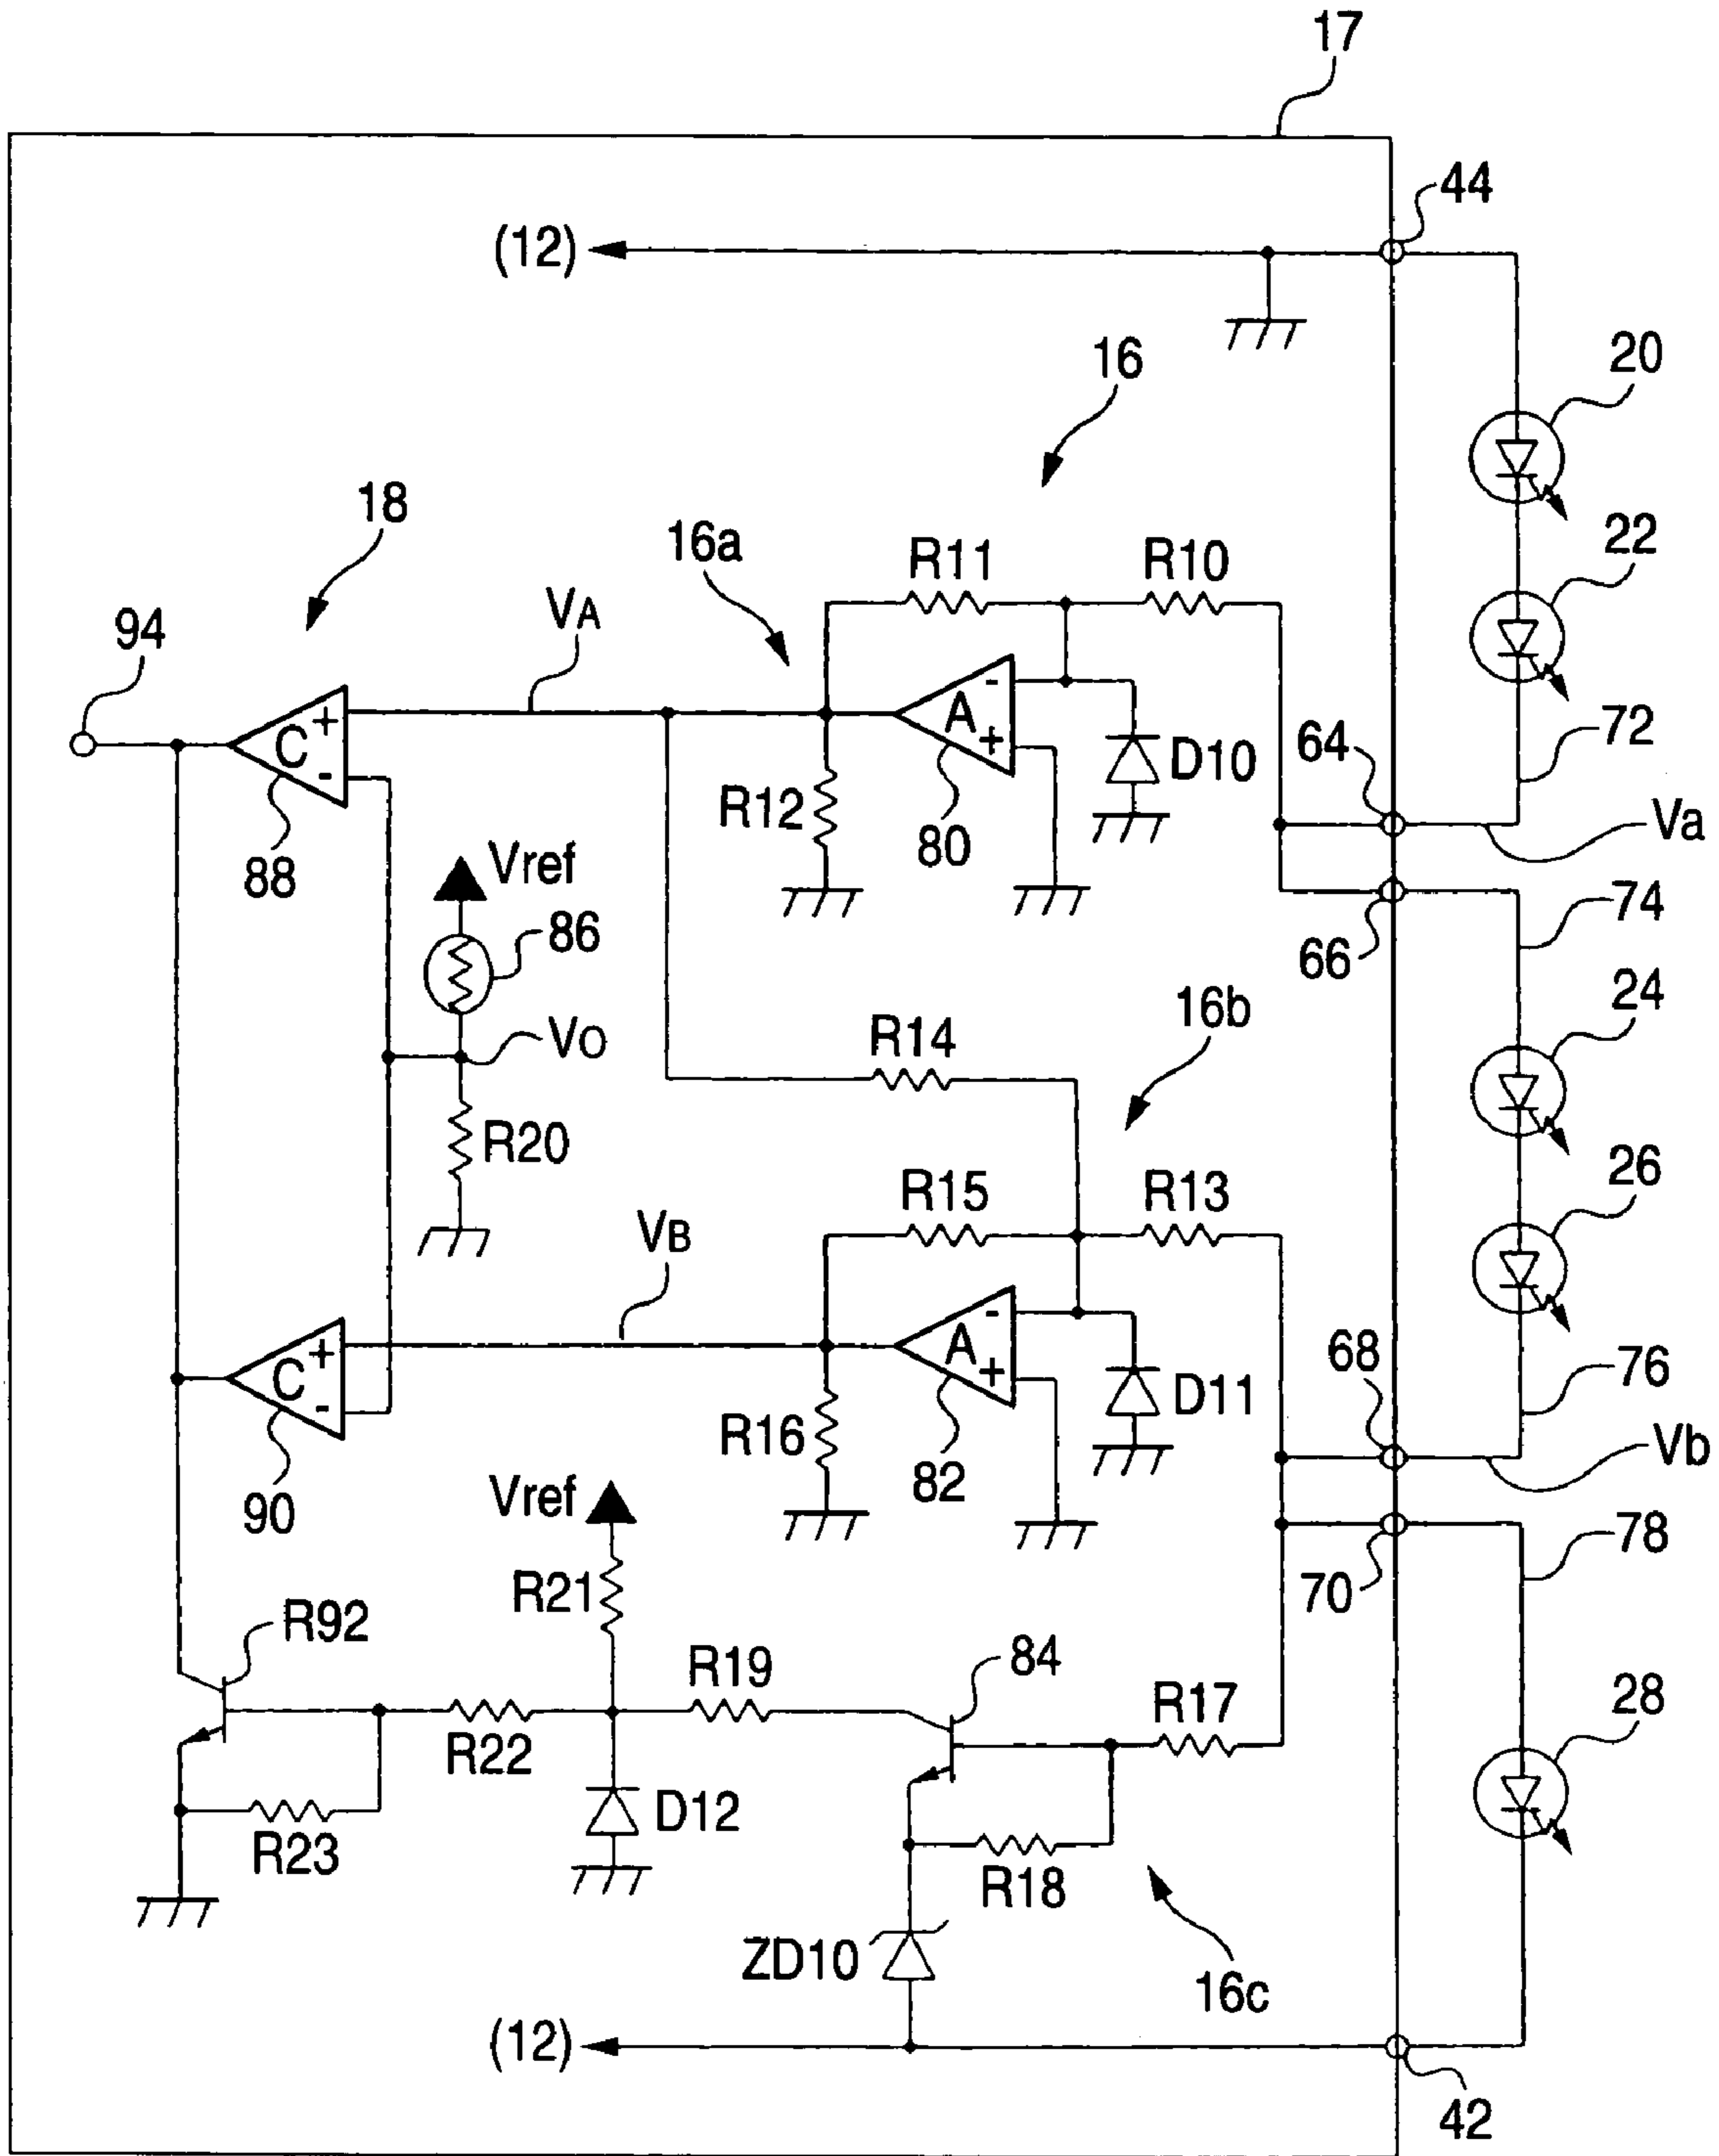 17
44
(12)
16
20
18
16a
R11
R10
22
94
VA
C
+
-
A
-
+
D10
64
72
R12
88
80
Va
Vref
86
66
74
16b
24
VO
R14
R20
R15
R13
26
VB
C
+
-
A
-
+
68
76
D11
R16
90
82
Vb
Vref
78
R21
70
R92
R19
84
R17
28
R22
D12
R23
R18
ZD10
16c
(12)
42